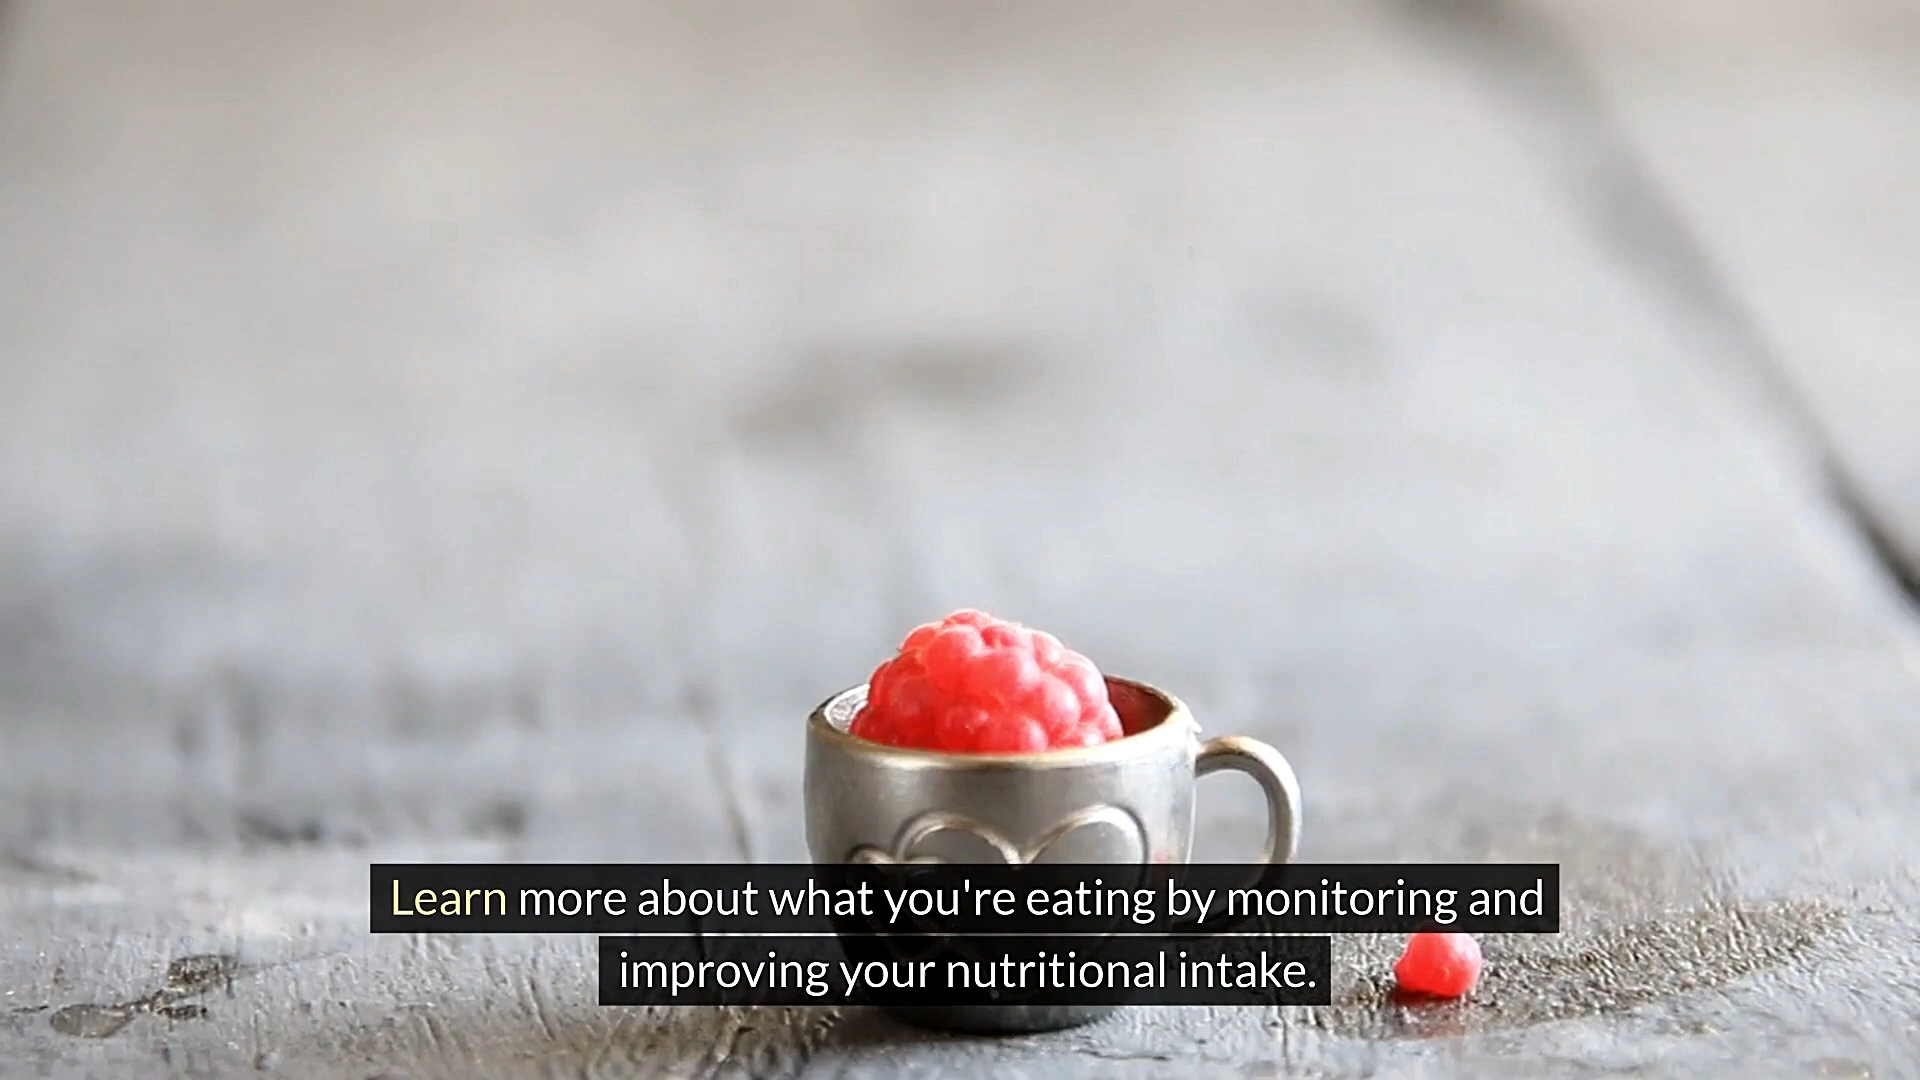 Learn more about what you're eating by monitoring and
improving your nutritional intake.